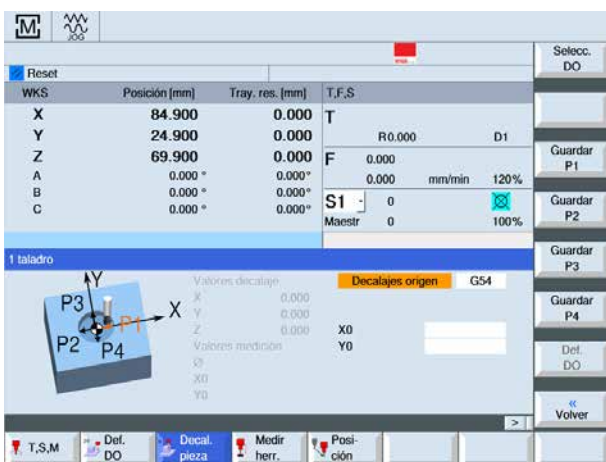 M
JOG
Selecc.
DO
Reset
WKS Posición [mm] Tray. res. [mm] T,F,S
X 84.900 0.000
Y 24.900 0.000
Z 69.900 0.000
A 0.000 ° 0.000°
B 0.000 ° 0.000°
C 0.000 ° 0.000°
T
R0.000 D1
F 0.000
0.000 mm/min 120%
S1 0
Maestr 0 100%
Guardar
P1
Guardar
P2
Guardar
P3
Guardar
P4
Def.
DO
«
Volver
1 taladro
Y
X
P3
P1
P2
P4
Valores decalaje
X 0.000
Y 0.000
Z 0.000
Valores medición
Ø
X0
Y0
Decalajes origen G54
X0
Y0
>
T,S,M
Def.
DO
Decal.
pieza
Medir
herr.
Posi-
ción